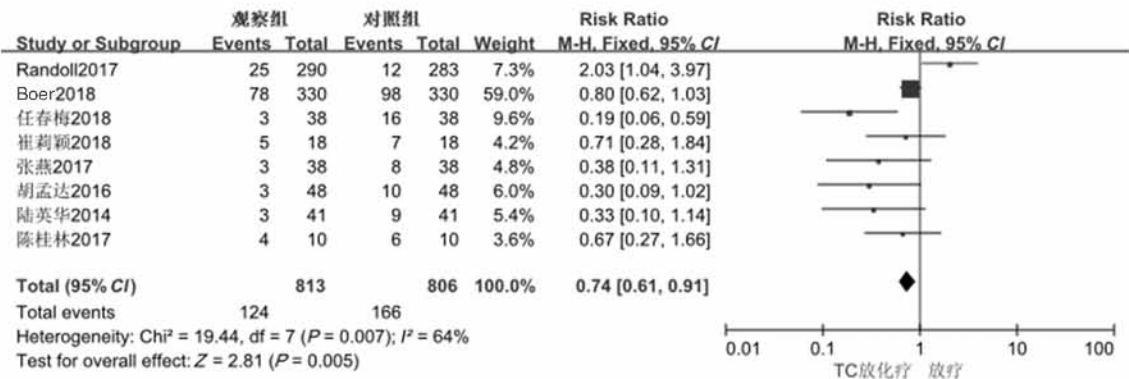 观察组 对照组 Risk Ratio Risk Ratio
Study or Subgroup Events Total Events Total Weight M-H, Fixed, 95% CI M-H, Fixed, 95% CI
Randoll2017 25 290 12 283 7.3% 2.03 [1.04, 3.97]
Boer2018 78 330 98 330 59.0% 0.80 [0.62, 1.03]
任春梅2018 3 38 16 38 9.6% 0.19 [0.06, 0.59]
崔莉颖2018 5 18 7 18 4.2% 0.71 [0.28, 1.84]
张燕2017 3 38 8 38 4.8% 0.38 [0.11, 1.31]
胡孟达2016 3 48 10 48 6.0% 0.30 [0.09, 1.02]
陆英华2014 3 41 9 41 5.4% 0.33 [0.10, 1.14]
陈桂林2017 4 10 6 10 3.6% 0.67 [0.27, 1.66]
Total (95% CI) 813 806 100.0% 0.74 [0.61, 0.91]
Total events 124 166
Heterogeneity: Chi² = 19.44, df = 7 (P = 0.007); I² = 64%
Test for overall effect: Z = 2.81 (P = 0.005)
0.01 0.1 1 10 100
TC放化疗 放疗